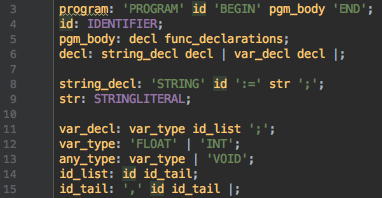 3 program: 'PROGRAM' id 'BEGIN' pgm_body 'END';
4 id: IDENTIFIER;
5 pgm_body: decl func_declarations;
6 decl: string_decl decl | var_decl decl |;
7
8 string_decl: 'STRING' id ':=' str ';';
9 str: STRINGLITERAL;
10
11 var_decl: var_type id_list ';';
12 var_type: 'FLOAT' | 'INT';
13 any_type: var_type | 'VOID';
14 id_list: id id_tail;
15 id_tail: ',' id id_tail |;